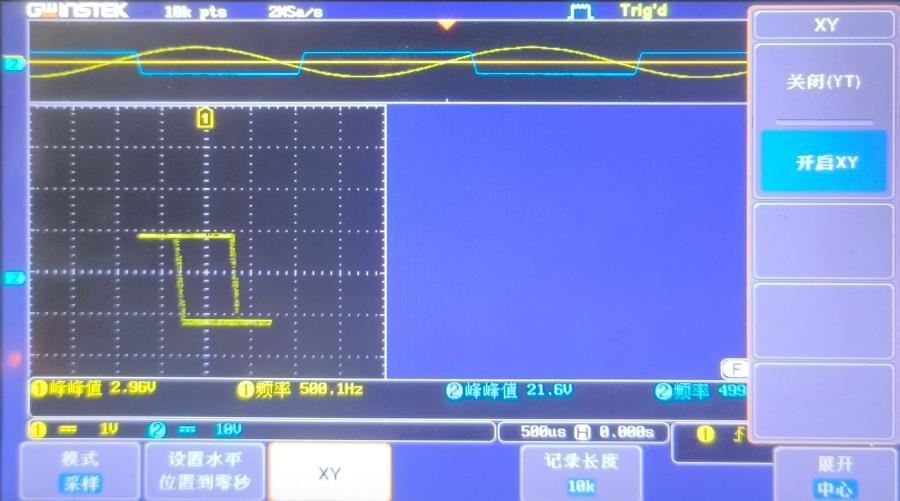 GWINSTEK 10k pts 2MSa/s Trig'd
XY
关闭(YT)
开启XY
2
1
2
F
1 峰峰值 2.96V 1 频率 500.1Hz 2 峰峰值 21.6V 2 频率 499
1 1V 2 10V 500us H 0.000s 1
模式
采样
设置水平
位置到零秒
XY
记录长度
10k
展开
中心